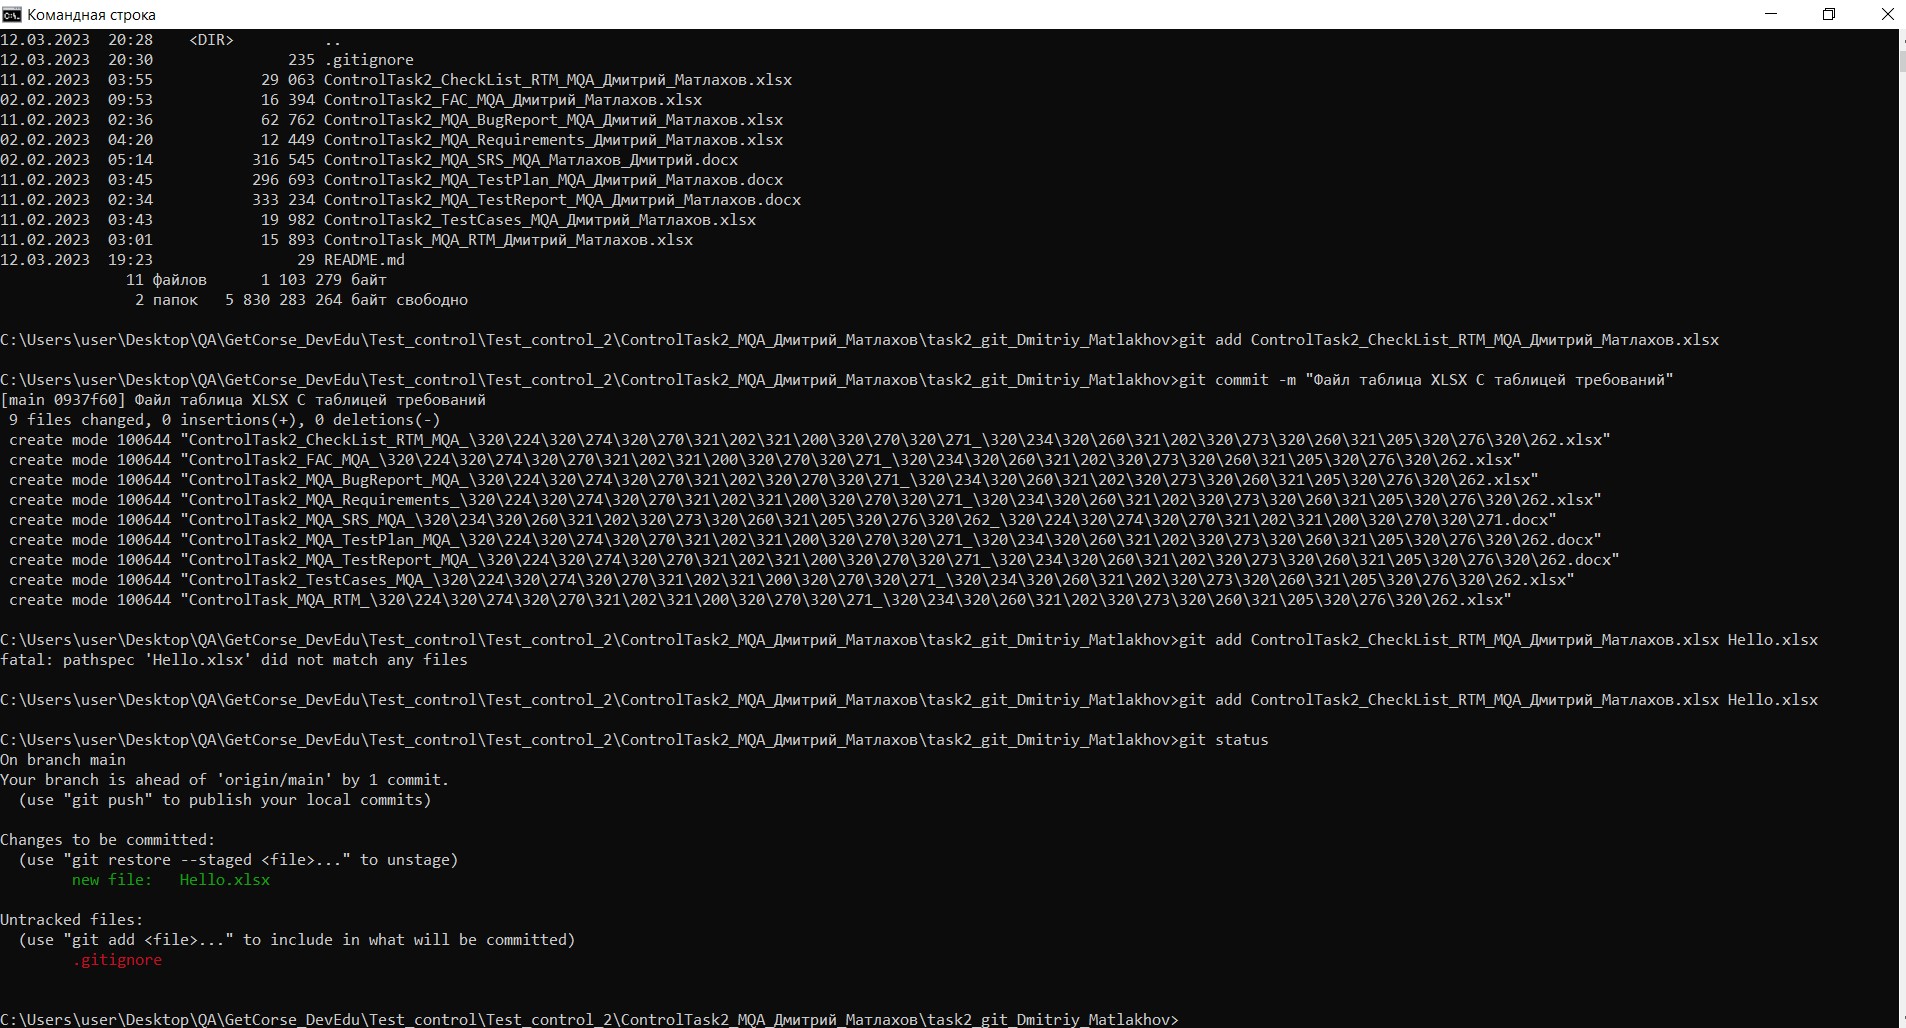 Командная строка
12.03.2023  20:28    <DIR>          ..
12.03.2023  20:30               235 .gitignore
11.02.2023  03:55            29 063 ControlTask2_CheckList_RTM_MQA_Дмитрий_Матлахов.xlsx
02.02.2023  09:53            16 394 ControlTask2_FAC_MQA_Дмитрий_Матлахов.xlsx
11.02.2023  02:36            62 762 ControlTask2_MQA_BugReport_MQA_Дмитий_Матлахов.xlsx
02.02.2023  04:20            12 449 ControlTask2_MQA_Requirements_Дмитрий_Матлахов.xlsx
02.02.2023  05:14           316 545 ControlTask2_MQA_SRS_MQA_Матлахов_Дмитрий.docx
11.02.2023  03:45           296 693 ControlTask2_MQA_TestPlan_MQA_Дмитрий_Матлахов.docx
11.02.2023  02:34           333 234 ControlTask2_MQA_TestReport_MQA_Дмитрий_Матлахов.docx
11.02.2023  03:43            19 982 ControlTask2_TestCases_MQA_Дмитрий_Матлахов.xlsx
11.02.2023  03:01            15 893 ControlTask_MQA_RTM_Дмитрий_Матлахов.xlsx
12.03.2023  19:23                29 README.md
              11 файлов      1 103 279 байт
               2 папок   5 830 283 264 байт свободно
C:\Users\user\Desktop\QA\GetCorse_DevEdu\Test_control\Test_control_2\ControlTask2_MQA_Дмитрий_Матлахов\task2_git_Dmitriy_Matlakhov>git add ControlTask2_CheckList_RTM_MQA_Дмитрий_Матлахов.xlsx
C:\Users\user\Desktop\QA\GetCorse_DevEdu\Test_control\Test_control_2\ControlTask2_MQA_Дмитрий_Матлахов\task2_git_Dmitriy_Matlakhov>git commit -m "Файл таблица XLSX С таблицей требований"
[main 0937f60] Файл таблица XLSX С таблицей требований
 9 files changed, 0 insertions(+), 0 deletions(-)
 create mode 100644 "ControlTask2_CheckList_RTM_MQA_\320\224\320\274\320\270\321\202\321\200\320\270\320\271_\320\234\320\260\321\202\320\273\320\260\321\205\320\276\320\262.xlsx"
 create mode 100644 "ControlTask2_FAC_MQA_\320\224\320\274\320\270\321\202\321\200\320\270\320\271_\320\234\320\260\321\202\320\273\320\260\321\205\320\276\320\262.xlsx"
 create mode 100644 "ControlTask2_MQA_BugReport_MQA_\320\224\320\274\320\270\321\202\320\270\320\271_\320\234\320\260\321\202\320\273\320\260\321\205\320\276\320\262.xlsx"
 create mode 100644 "ControlTask2_MQA_Requirements_\320\224\320\274\320\270\321\202\321\200\320\270\320\271_\320\234\320\260\321\202\320\273\320\260\321\205\320\276\320\262.xlsx"
 create mode 100644 "ControlTask2_MQA_SRS_MQA_\320\234\320\260\321\202\320\273\320\260\321\205\320\276\320\262_\320\224\320\274\320\270\321\202\321\200\320\270\320\271.docx"
 create mode 100644 "ControlTask2_MQA_TestPlan_MQA_\320\224\320\274\320\270\321\202\321\200\320\270\320\271_\320\234\320\260\321\202\320\273\320\260\321\205\320\276\320\262.docx"
 create mode 100644 "ControlTask2_MQA_TestReport_MQA_\320\224\320\274\320\270\321\202\321\200\320\270\320\271_\320\234\320\260\321\202\320\273\320\260\321\205\320\276\320\262.docx"
 create mode 100644 "ControlTask2_TestCases_MQA_\320\224\320\274\320\270\321\202\321\200\320\270\320\271_\320\234\320\260\321\202\320\273\320\260\321\205\320\276\320\262.xlsx"
 create mode 100644 "ControlTask_MQA_RTM_\320\224\320\274\320\270\321\202\321\200\320\270\320\271_\320\234\320\260\321\202\320\273\320\260\321\205\320\276\320\262.xlsx"
C:\Users\user\Desktop\QA\GetCorse_DevEdu\Test_control\Test_control_2\ControlTask2_MQA_Дмитрий_Матлахов\task2_git_Dmitriy_Matlakhov>git add ControlTask2_CheckList_RTM_MQA_Дмитрий_Матлахов.xlsx Hello.xlsx
fatal: pathspec 'Hello.xlsx' did not match any files
C:\Users\user\Desktop\QA\GetCorse_DevEdu\Test_control\Test_control_2\ControlTask2_MQA_Дмитрий_Матлахов\task2_git_Dmitriy_Matlakhov>git add ControlTask2_CheckList_RTM_MQA_Дмитрий_Матлахов.xlsx Hello.xlsx
C:\Users\user\Desktop\QA\GetCorse_DevEdu\Test_control\Test_control_2\ControlTask2_MQA_Дмитрий_Матлахов\task2_git_Dmitriy_Matlakhov>git status
On branch main
Your branch is ahead of 'origin/main' by 1 commit.
  (use "git push" to publish your local commits)
Changes to be committed:
  (use "git restore --staged <file>..." to unstage)
        new file:   Hello.xlsx
Untracked files:
  (use "git add <file>..." to include in what will be committed)
        .gitignore
C:\Users\user\Desktop\QA\GetCorse_DevEdu\Test_control\Test_control_2\ControlTask2_MQA_Дмитрий_Матлахов\task2_git_Dmitriy_Matlakhov>